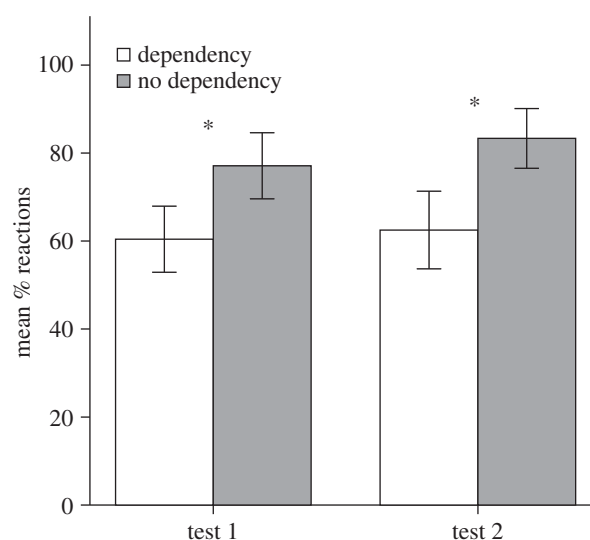 100
80
60
40
20
0
mean % reactions
dependency
no dependency
*
*
test 1
test 2